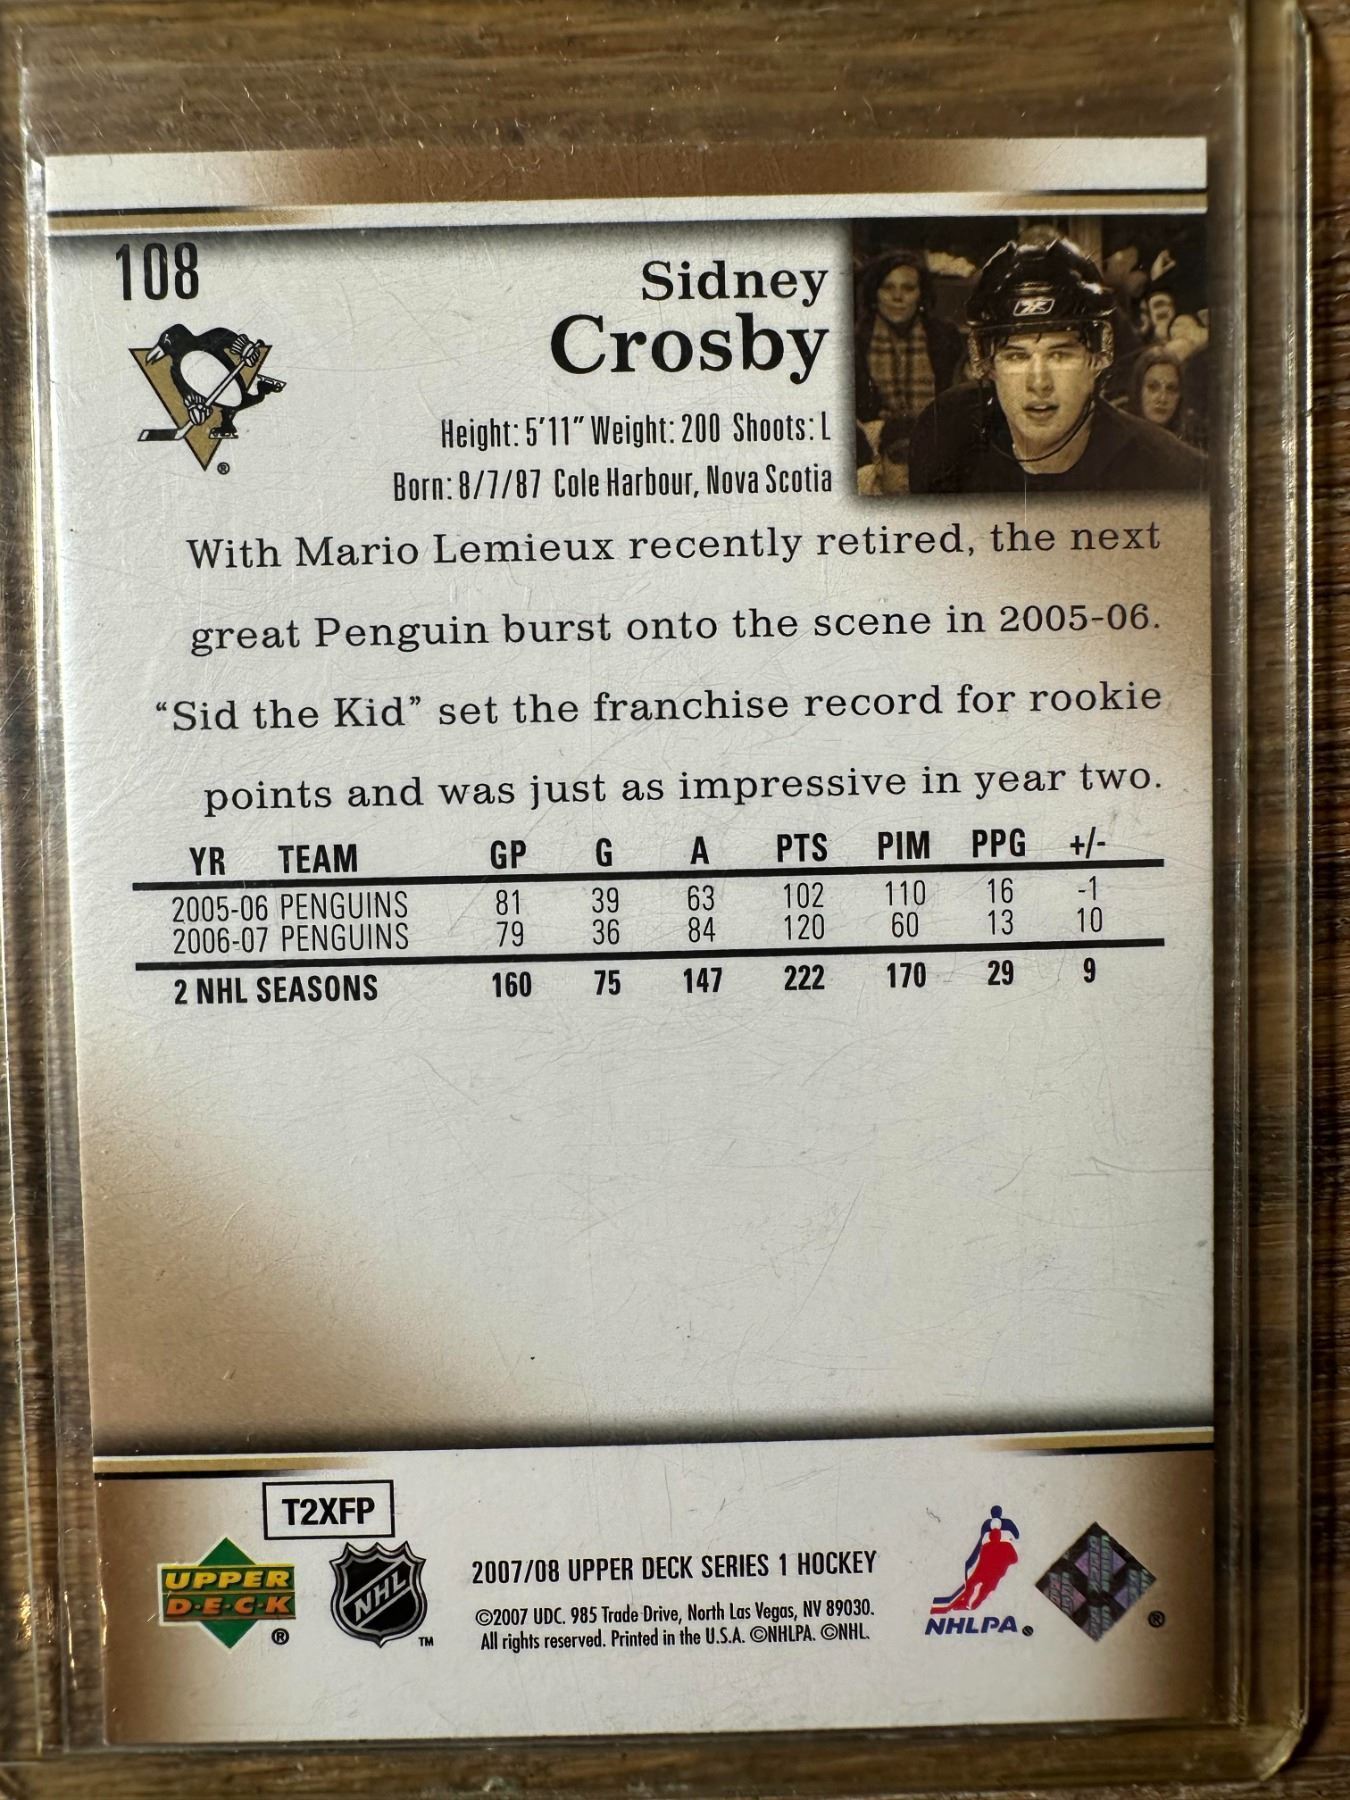 108
Sidney
Crosby
Height: 5'11" Weight: 200 Shoots: L
Born: 8/7/87 Cole Harbour, Nova Scotia
®
With Mario Lemieux recently retired, the next
great Penguin burst onto the scene in 2005-06.
“Sid the Kid” set the franchise record for rookie
points and was just as impressive in year two.
YR TEAM GP G A PTS PIM PPG +/-
2005-06 PENGUINS 81 39 63 102 110 16 -1
2006-07 PENGUINS 79 36 84 120 60 13 10
2 NHL SEASONS 160 75 147 222 170 29 9
T2XFP
UPPER
D·E·C·K
®
NHL
™
2007/08 UPPER DECK SERIES 1 HOCKEY
©2007 UDC. 985 Trade Drive, North Las Vegas, NV 89030.
All rights reserved. Printed in the U.S.A. ©NHLPA. ©NHL.
NHLPA®
®